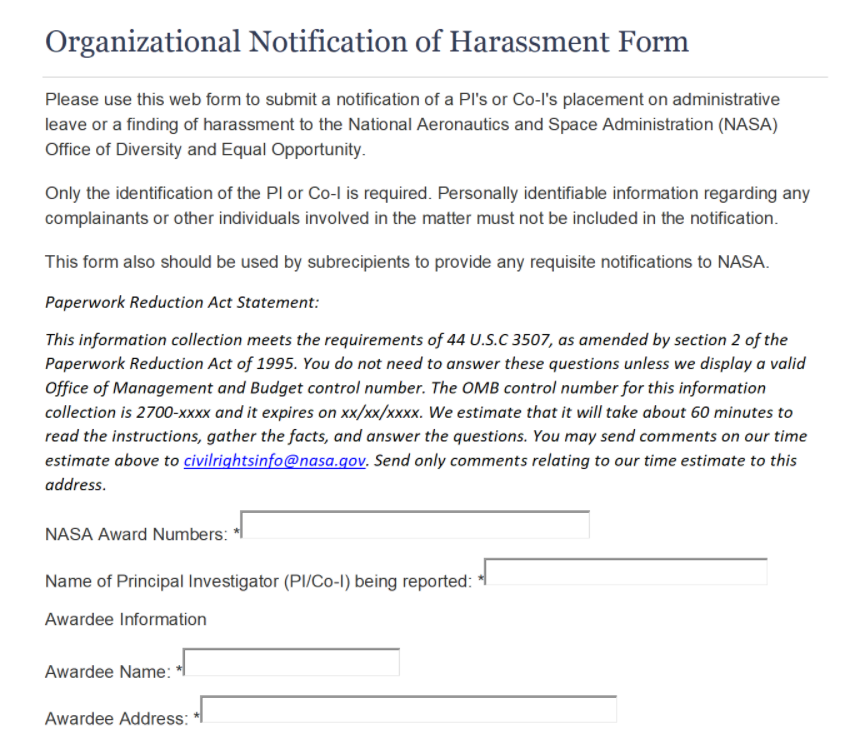 Organizational Notification of Harassment Form
Please use this web form to submit a notification of a PI's or Co-I's placement on administrative
leave or a finding of harassment to the National Aeronautics and Space Administration (NASA)
Office of Diversity and Equal Opportunity.
Only the identification of the PI or Co-I is required. Personally identifiable information regarding any
complainants or other individuals involved in the matter must not be included in the notification.
This form also should be used by subrecipients to provide any requisite notifications to NASA.
Paperwork Reduction Act Statement:
This information collection meets the requirements of 44 U.S.C 3507, as amended by section 2 of the
Paperwork Reduction Act of 1995. You do not need to answer these questions unless we display a valid
Office of Management and Budget control number. The OMB control number for this information
collection is 2700-xxxx and it expires on xx/xx/xxxx. We estimate that it will take about 60 minutes to
read the instructions, gather the facts, and answer the questions. You may send comments on our time
estimate above to civilrightsinfo@nasa.gov. Send only comments relating to our time estimate to this
address.
NASA Award Numbers: *
Name of Principal Investigator (PI/Co-I) being reported: *
Awardee Information
Awardee Name: *
Awardee Address: *